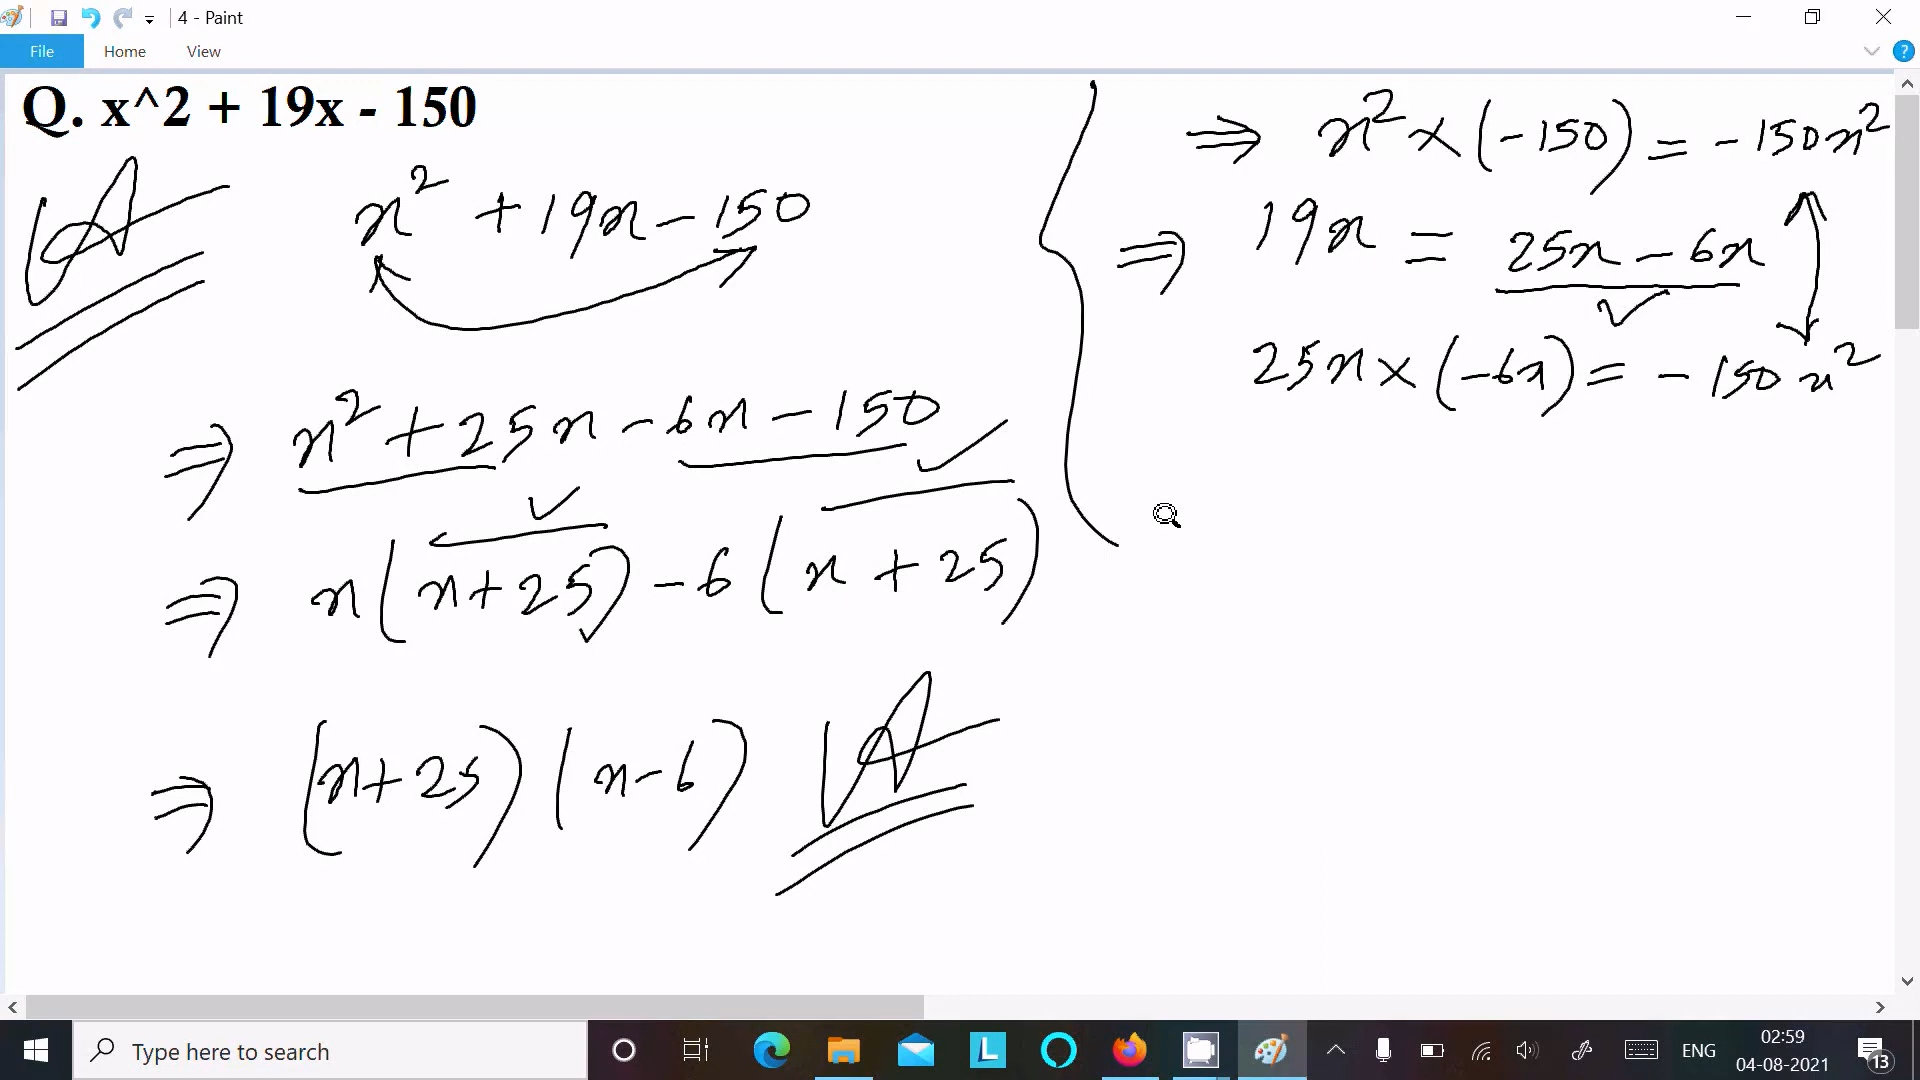 4 - Paint
File Home View
Q. x^2 + 19x - 150
x² + 19x - 150
⇒ x² + 25x - 6x - 150
⇒ x(x + 25) - 6(x + 25)
⇒ (x + 25)(x - 6)
⇒ x² × (-150) = -150x²
⇒ 19x = 25x - 6x
25x × (-6x) = -150x²
Type here to search
ENG
02:59
04-08-2021
13